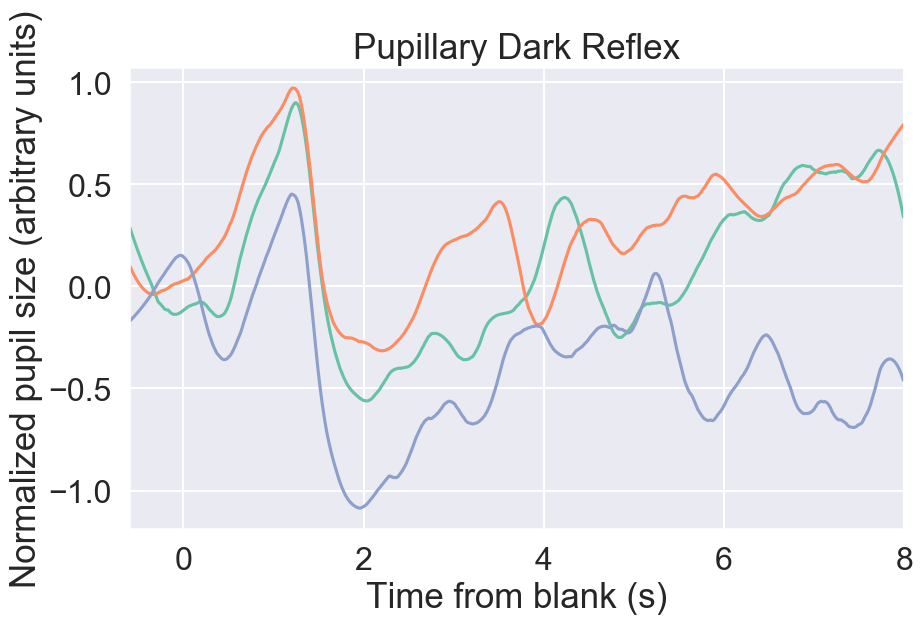 Pupillary Dark Reflex
Normalized pupil size (arbitrary units)
1.0
0.5
0.0
−0.5
−1.0
0 2 4 6 8
Time from blank (s)